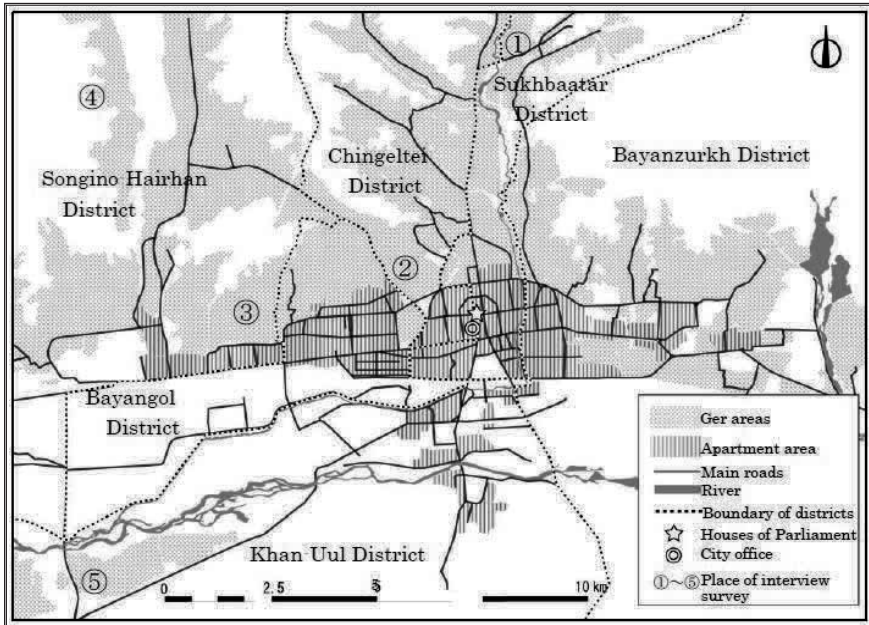 ①
Sukhbaatar
District
④
Chingeltei
District
Bayanzurkh District
Songino Hairhan
District
②
③
Bayangol
District
Ger areas
Apartment area
Main roads
River
Boundary of districts
Houses of Parliament
City office
①～⑤ Place of interview
survey
Khan Uul District
⑤
0 2.5 5 10 km